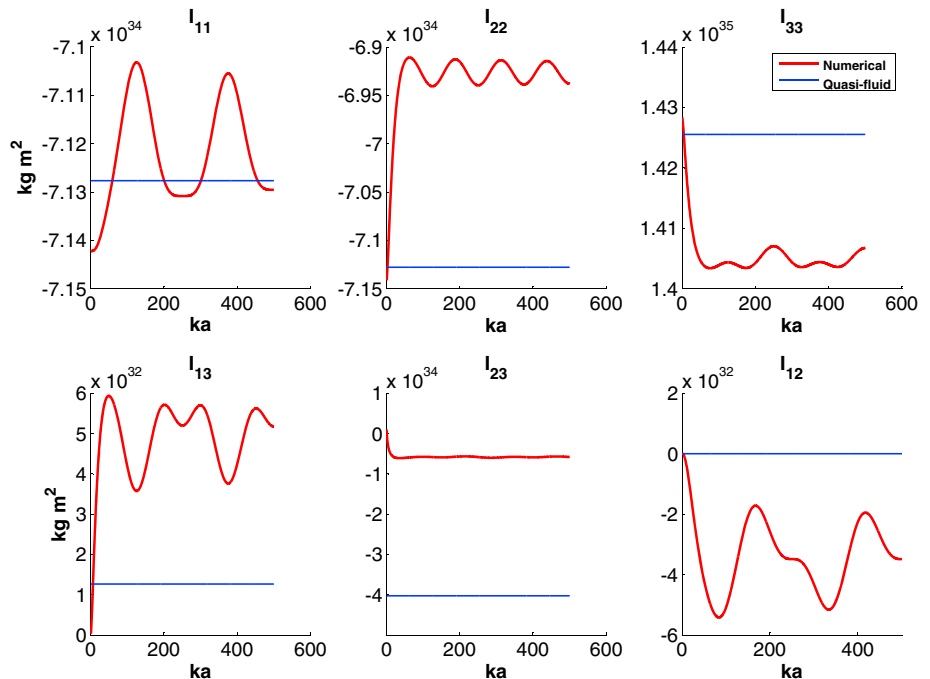 I11
x 10^34
-7.1
-7.11
-7.12
-7.13
-7.14
-7.15
kg m^2
0 200 400 600
ka
I22
x 10^34
-6.9
-6.95
-7
-7.05
-7.1
-7.15
0 200 400 600
ka
I33
x 10^35
1.44
1.43
1.42
1.41
1.4
Numerical
Quasi-fluid
0 200 400 600
ka
I13
x 10^32
6
5
4
3
2
1
0
kg m^2
0 200 400 600
ka
I23
x 10^34
1
0
-1
-2
-3
-4
0 200 400 600
ka
I12
x 10^32
2
0
-2
-4
-6
0 200 400
ka